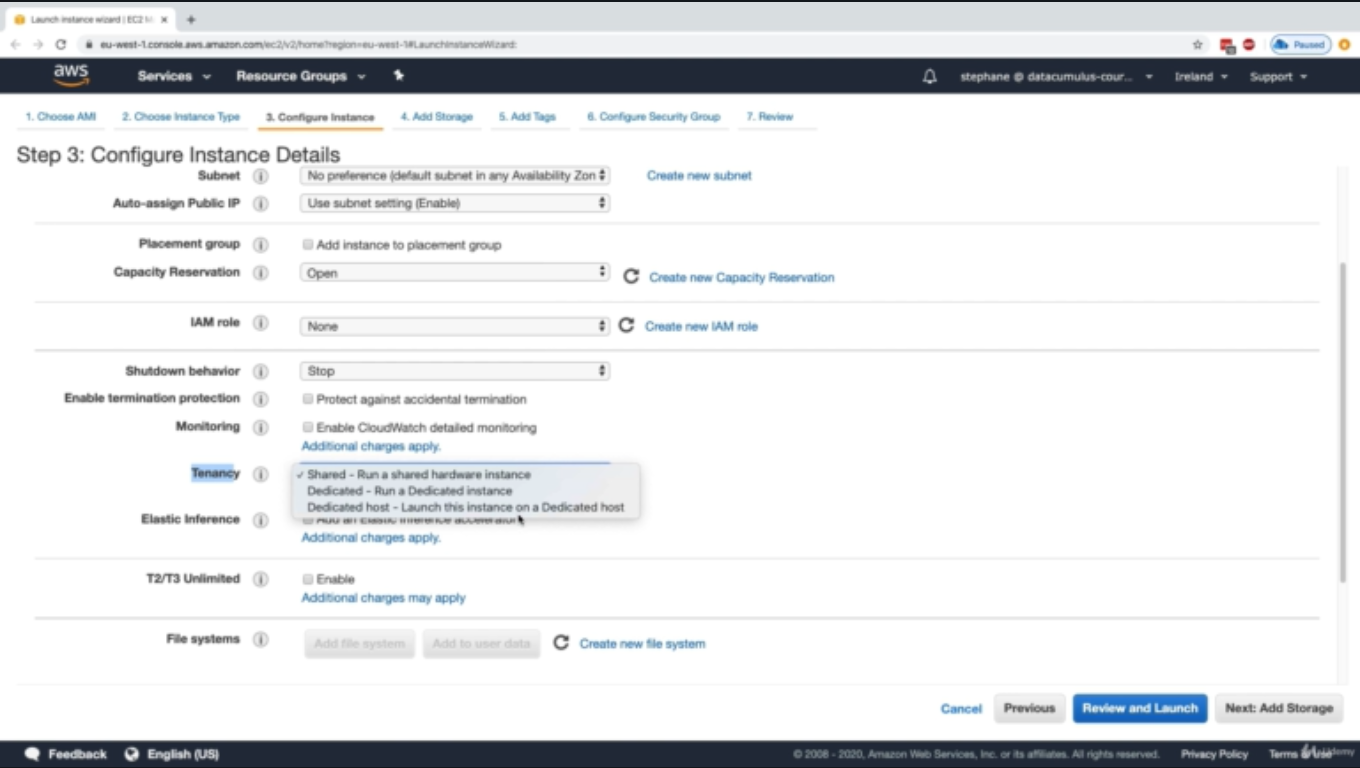 Launch instance wizard | EC2 M
eu-west-1.console.aws.amazon.com/ec2/v2/home?region=eu-west-1#LaunchInstanceWizard:
Paused
aws Services Resource Groups stephane @ datacumulus-cour... Ireland Support
1. Choose AMI 2. Choose Instance Type 3. Configure Instance 4. Add Storage 5. Add Tags 6. Configure Security Group 7. Review
Step 3: Configure Instance Details
Subnet No preference (default subnet in any Availability Zon Create new subnet
Auto-assign Public IP Use subnet setting (Enable)
Placement group Add instance to placement group
Capacity Reservation Open Create new Capacity Reservation
IAM role None Create new IAM role
Shutdown behavior Stop
Enable termination protection Protect against accidental termination
Monitoring Enable CloudWatch detailed monitoring
Additional charges apply.
Tenancy ✓ Shared - Run a shared hardware instance
Dedicated - Run a Dedicated instance
Dedicated host - Launch this instance on a Dedicated host
Elastic Inference Add an Elastic Inference accelerator
Additional charges apply.
T2/T3 Unlimited Enable
Additional charges may apply
File systems Add file system Add to user data Create new file system
Cancel Previous Review and Launch Next: Add Storage
Feedback English (US) © 2008 - 2020, Amazon Web Services, Inc. or its affiliates. All rights reserved. Privacy Policy Terms